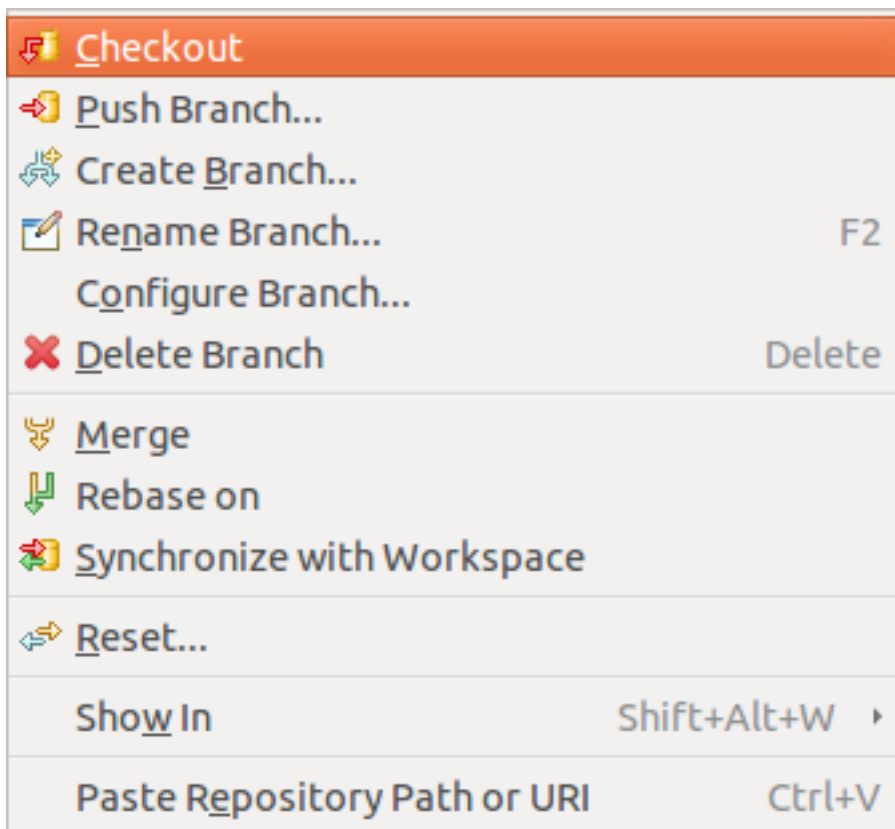 Checkout
Push Branch...
Create Branch...
Rename Branch... F2
Configure Branch...
Delete Branch Delete
Merge
Rebase on
Synchronize with Workspace
Reset...
Show In Shift+Alt+W
Paste Repository Path or URI Ctrl+V